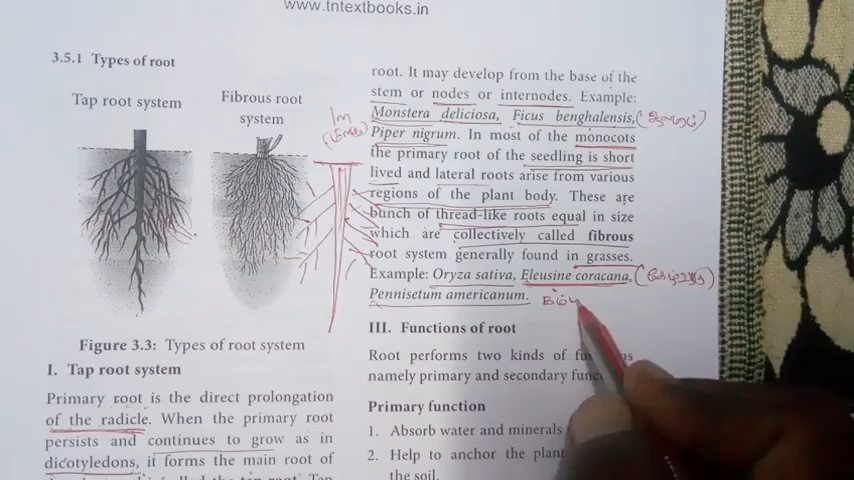 www.tntextbooks.in
3.5.1 Types of root
Tap root system
Fibrous root
system
Figure 3.3: Types of root system
I. Tap root system
Primary root is the direct prolongation
of the radicle. When the primary root
persists and continues to grow as in
dicotyledons, it forms the main root of
root. It may develop from the base of the
stem or nodes or internodes. Example:
Monstera deliciosa, Ficus benghalensis,
Piper nigrum. In most of the monocots
the primary root of the seedling is short
lived and lateral roots arise from various
regions of the plant body. These are
bunch of thread-like roots equal in size
which are collectively called fibrous
root system generally found in grasses.
Example: Oryza sativa, Eleusine coracana, (கேழ்வரகு)
Pennisetum americanum.
III. Functions of root
Root performs two kinds of
namely primary and secondary
Primary function
1. Absorb water and minerals
2. Help to anchor the plant
the soil.